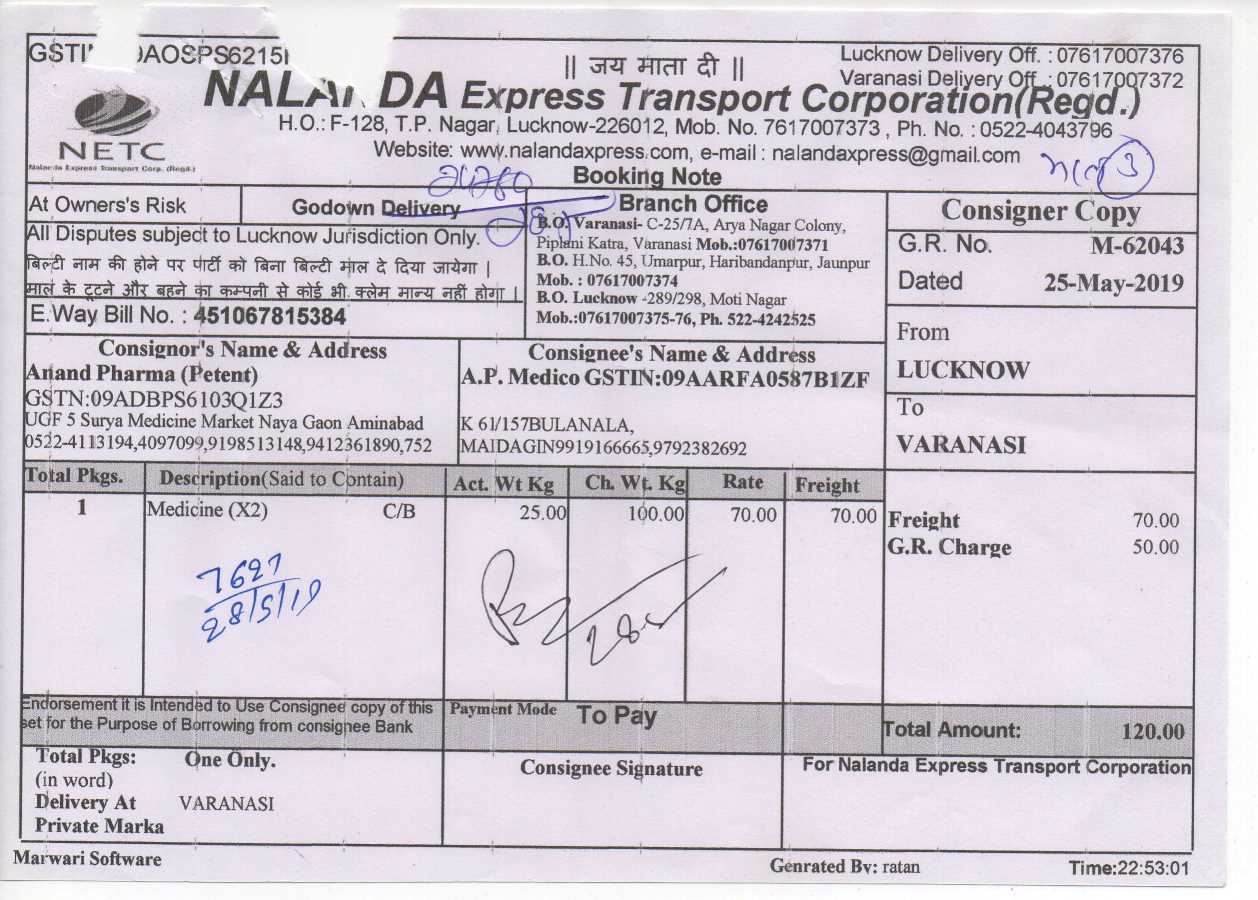 || जय माता दी ||
Lucknow Delivery Off. : 07617007376
Varanasi Delivery Off. : 07617007372
NALANDA Express Transport Corporation(Regd.)
H.O.: F-128, T.P. Nagar, Lucknow-226012, Mob. No. 7617007373 , Ph. No. : 0522-4043796
Website: www.nalandaxpress.com, e-mail : nalandaxpress@gmail.com
NETC
Nalanda Express Transport Corp. (Regd.)
Booking Note
3
At Owners's Risk
Godown Delivery
All Disputes subject to Lucknow Jurisdiction Only.
बिल्टी नाम की होने पर पार्टी को बिना बिल्टी माल दे दिया जायेगा |
माल के टूटने और बहने का कम्पनी से कोई भी क्लेम मान्य नहीं होगा |
E.Way Bill No. : 451067815384
Branch Office
B.O. Varanasi- C-25/7A, Arya Nagar Colony,
Piplani Katra, Varanasi Mob.:07617007371
B.O. H.No. 45, Umarpur, Haribandanpur, Jaunpur
Mob. : 07617007374
B.O. Lucknow -289/298, Moti Nagar
Mob.:07617007375-76, Ph. 522-4242525
Consigner Copy
G.R. No. M-62043
Dated 25-May-2019
From
LUCKNOW
To
VARANASI
Consignor's Name & Address
Anand Pharma (Petent)
GSTN:09ADBPS6103Q1Z3
UGF 5 Surya Medicine Market Naya Gaon Aminabad
0522-4113194,4097099,9198513148,9412361890,752
Consignee's Name & Address
A.P. Medico GSTIN:09AARFA0587B1ZF
K 61/157BULANALA,
MAIDAGIN9919166665,9792382692
Total Pkgs. Description(Said to Contain) Act. Wt Kg Ch. Wt. Kg Rate Freight
1 Medicine (X2) C/B 25.00 100.00 70.00 70.00
Freight 70.00
G.R. Charge 50.00
7627
28/5/19
Endorsement it is Intended to Use Consignee copy of this
set for the Purpose of Borrowing from consignee Bank
Payment Mode To Pay
Total Amount: 120.00
Total Pkgs: One Only.
(in word)
Delivery At VARANASI
Private Marka
Consignee Signature
For Nalanda Express Transport Corporation
Marwari Software
Genrated By: ratan
Time:22:53:01